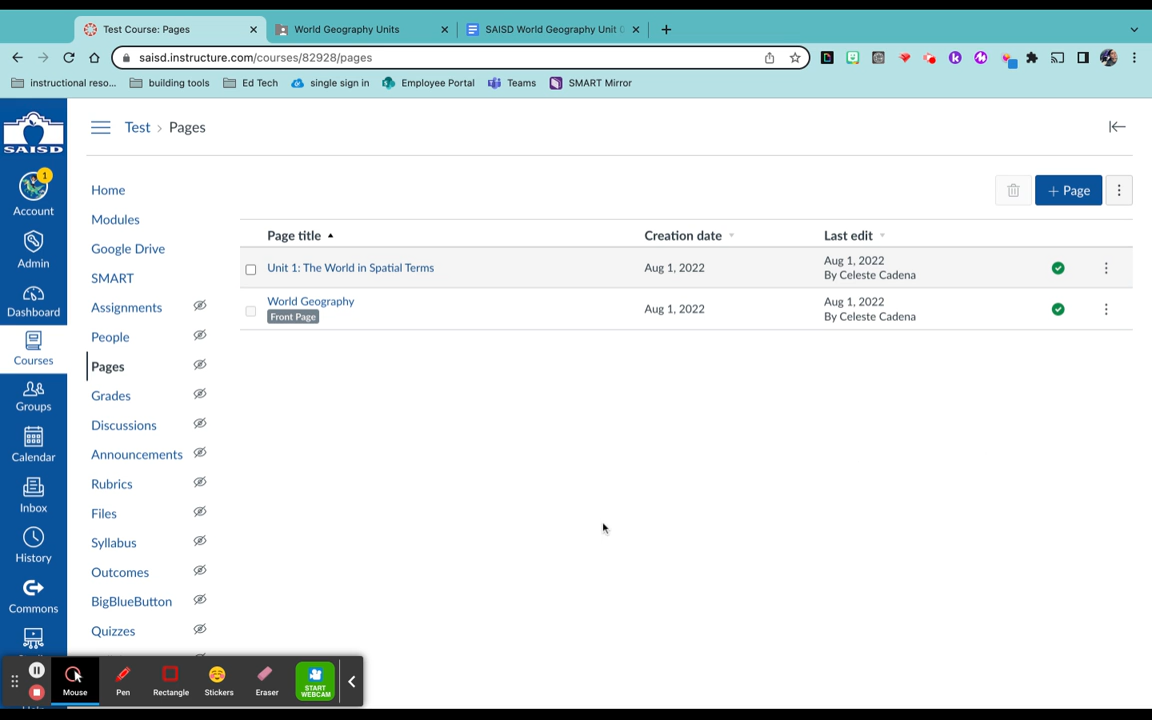 Test Course: Pages
World Geography Units
SAISD World Geography Unit
saisd.instructure.com/courses/82928/pages
instructional reso...
building tools
Ed Tech
single sign in
Employee Portal
Teams
SMART Mirror
SAISD
1
Account
Admin
Dashboard
Courses
Groups
Calendar
Inbox
History
Commons
Test › Pages
Home
Modules
Google Drive
SMART
Assignments
People
Pages
Grades
Discussions
Announcements
Rubrics
Files
Syllabus
Outcomes
BigBlueButton
Quizzes
+ Page
Page title
Creation date
Last edit
Unit 1: The World in Spatial Terms
Aug 1, 2022
Aug 1, 2022
By Celeste Cadena
World Geography
Front Page
Aug 1, 2022
Aug 1, 2022
By Celeste Cadena
Mouse
Pen
Rectangle
Stickers
Eraser
START
WEBCAM